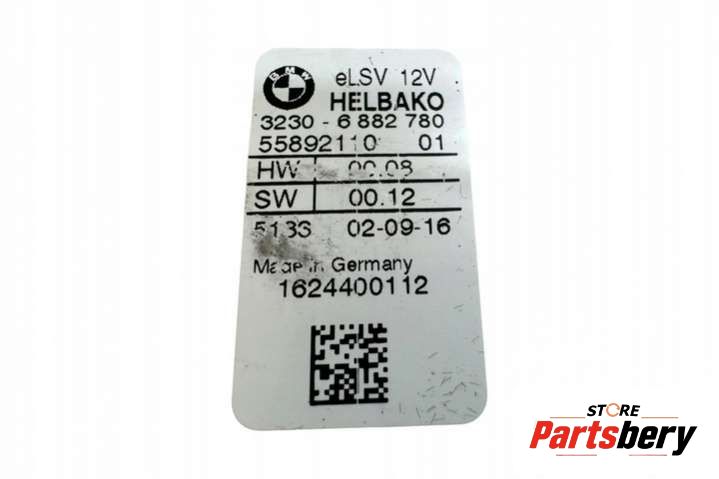 BMW
eLSV 12V
HELBAKO
3230 - 6 882 780
55892110 01
HW 00.08
SW 00.12
5133 02-09-16
Made in Germany
1624400112
STORE
Partsbery